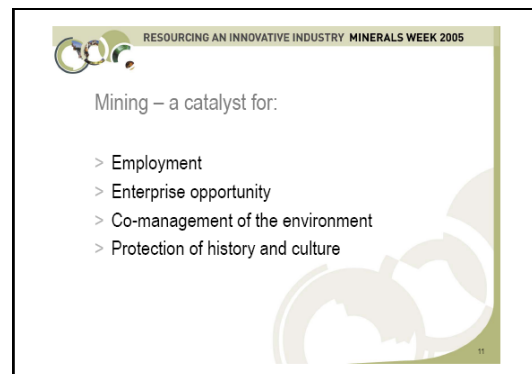 RESOURCING AN INNOVATIVE INDUSTRY MINERALS WEEK 2005
Mining – a catalyst for:
> Employment
> Enterprise opportunity
> Co-management of the environment
> Protection of history and culture
11